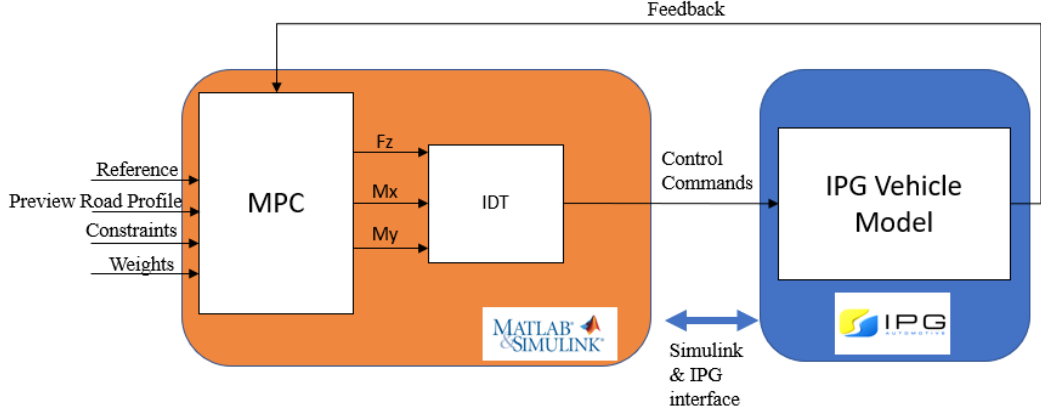 Feedback
Reference
Preview Road Profile
Constraints
Weights
MPC
Fz
Mx
My
IDT
Control
Commands
IPG Vehicle
Model
MATLAB®
&SIMULINK®
IPG
AUTOMOTIVE
Simulink
& IPG
interface